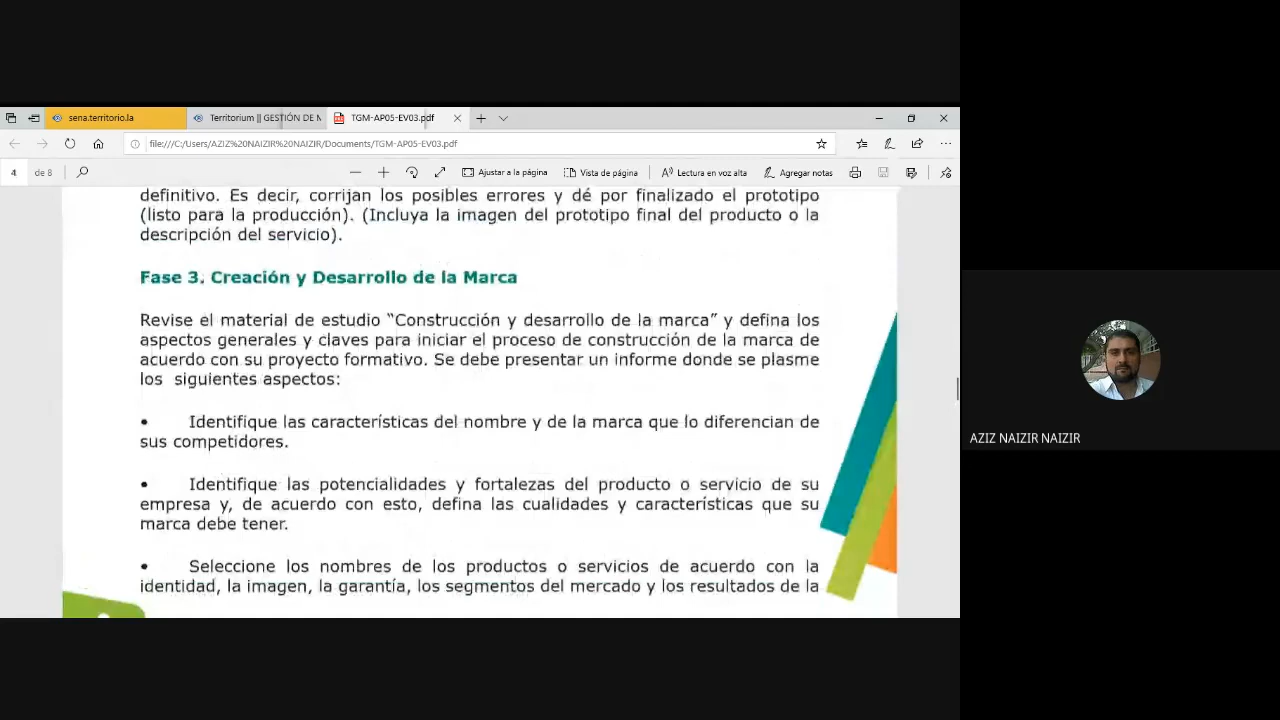 sena.territorio.la
Territorium || GESTIÓN DE M
TGM-AP05-EV03.pdf
file:///C:/Users/AZIZ%20NAIZIR%20NAIZIR/Documents/TGM-AP05-EV03.pdf
4 de 8
Ajustar a la página
Vista de página
Lectura en voz alta
Agregar notas
definitivo. Es decir, corrijan los posibles errores y dé por finalizado el prototipo
(listo para la producción). (Incluya la imagen del prototipo final del producto o la
descripción del servicio).
Fase 3. Creación y Desarrollo de la Marca
Revise el material de estudio “Construcción y desarrollo de la marca” y defina los
aspectos generales y claves para iniciar el proceso de construcción de la marca de
acuerdo con su proyecto formativo. Se debe presentar un informe donde se plasme
los siguientes aspectos:
• Identifique las características del nombre y de la marca que lo diferencian de
sus competidores.
• Identifique las potencialidades y fortalezas del producto o servicio de su
empresa y, de acuerdo con esto, defina las cualidades y características que su
marca debe tener.
• Seleccione los nombres de los productos o servicios de acuerdo con la
identidad, la imagen, la garantía, los segmentos del mercado y los resultados de la
AZIZ NAIZIR NAIZIR